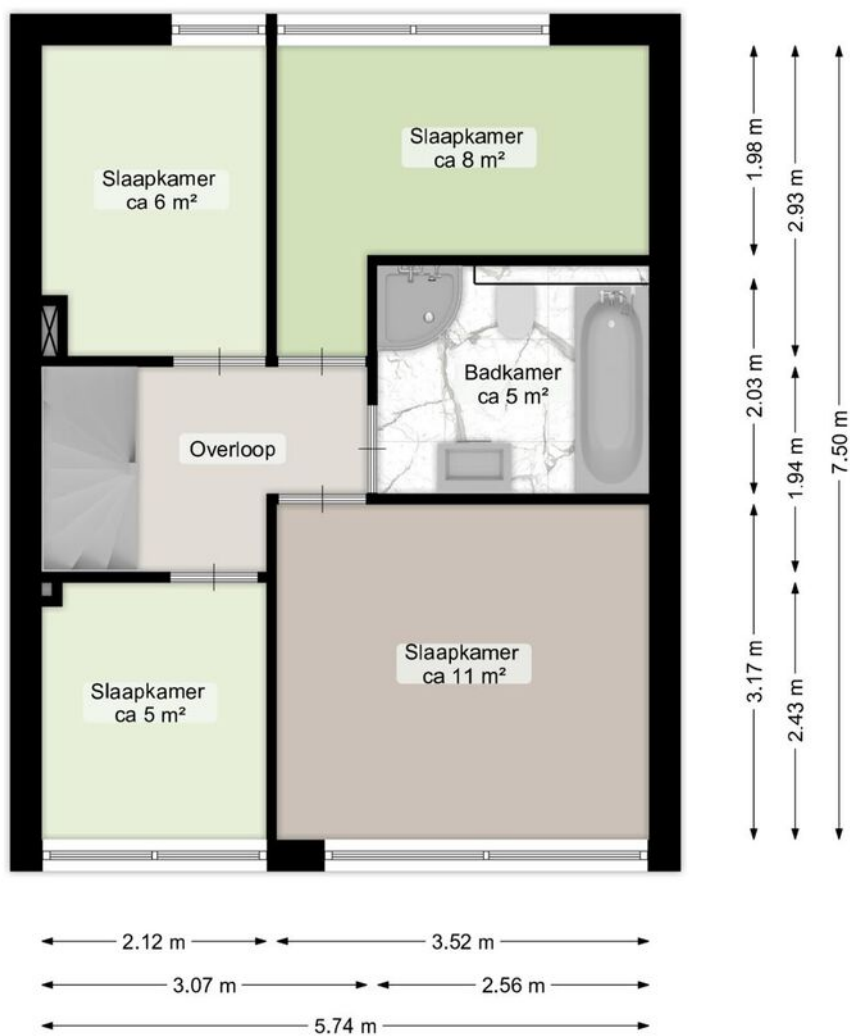 Slaapkamer
ca 6 m²
Slaapkamer
ca 8 m²
Badkamer
ca 5 m²
Overloop
Slaapkamer
ca 5 m²
Slaapkamer
ca 11 m²
1.98 m
2.93 m
2.03 m
7.50 m
1.94 m
3.17 m
2.43 m
2.12 m
3.52 m
3.07 m
2.56 m
5.74 m